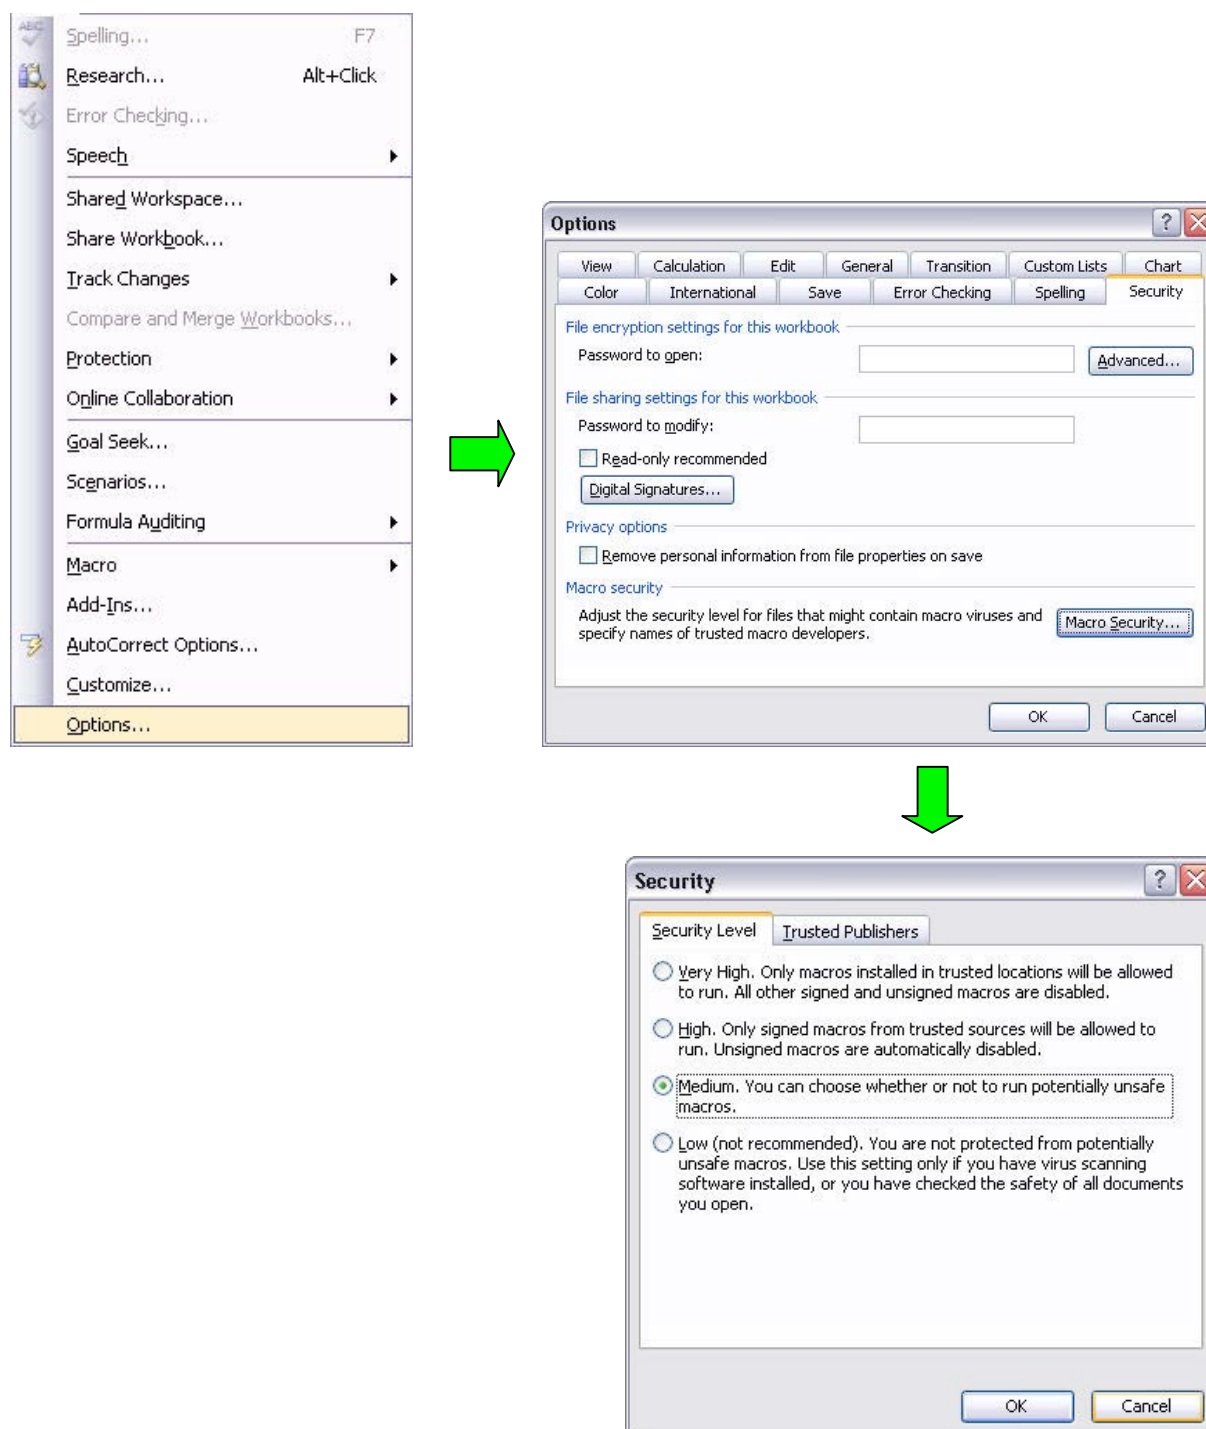 ABC
Spelling... F7
Research... Alt+Click
Error Checking...
Speech
Shared Workspace...
Share Workbook...
Track Changes
Compare and Merge Workbooks...
Protection
Online Collaboration
Goal Seek...
Scenarios...
Formula Auditing
Macro
Add-Ins...
AutoCorrect Options...
Customize...
Options...
Options
View Calculation Edit General Transition Custom Lists Chart
Color International Save Error Checking Spelling Security
File encryption settings for this workbook
Password to open: Advanced...
File sharing settings for this workbook
Password to modify:
Read-only recommended
Digital Signatures...
Privacy options
Remove personal information from file properties on save
Macro security
Adjust the security level for files that might contain macro viruses and
specify names of trusted macro developers.
Macro Security...
OK Cancel
Security
Security Level Trusted Publishers
Very High. Only macros installed in trusted locations will be allowed
to run. All other signed and unsigned macros are disabled.
High. Only signed macros from trusted sources will be allowed to
run. Unsigned macros are automatically disabled.
Medium. You can choose whether or not to run potentially unsafe
macros.
Low (not recommended). You are not protected from potentially
unsafe macros. Use this setting only if you have virus scanning
software installed, or you have checked the safety of all documents
you open.
OK Cancel